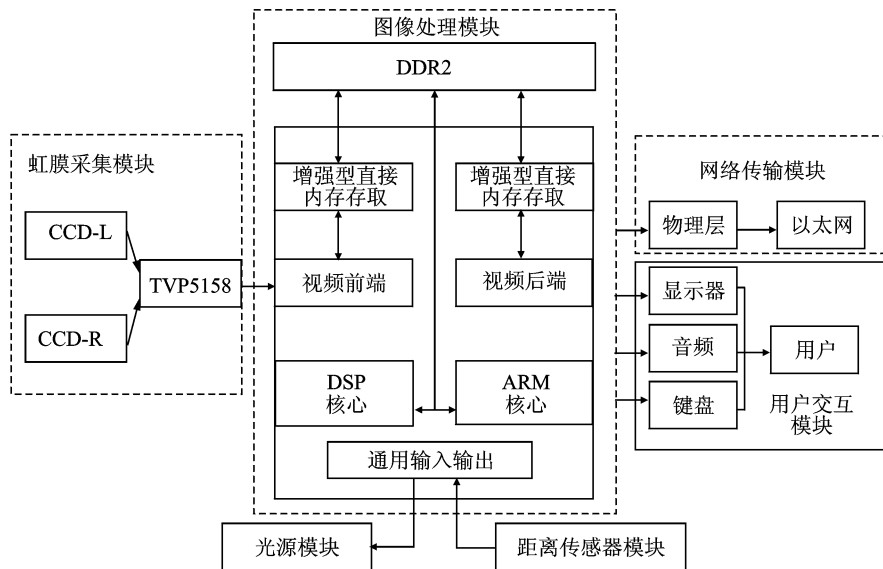 图像处理模块
DDR2
虹膜采集模块
CCD-L
CCD-R
TVP5158
增强型直接
内存存取
增强型直接
内存存取
视频前端
视频后端
DSP
核心
ARM
核心
通用输入输出
光源模块
距离传感器模块
网络传输模块
物理层
以太网
显示器
音频
键盘
用户
用户交互
模块